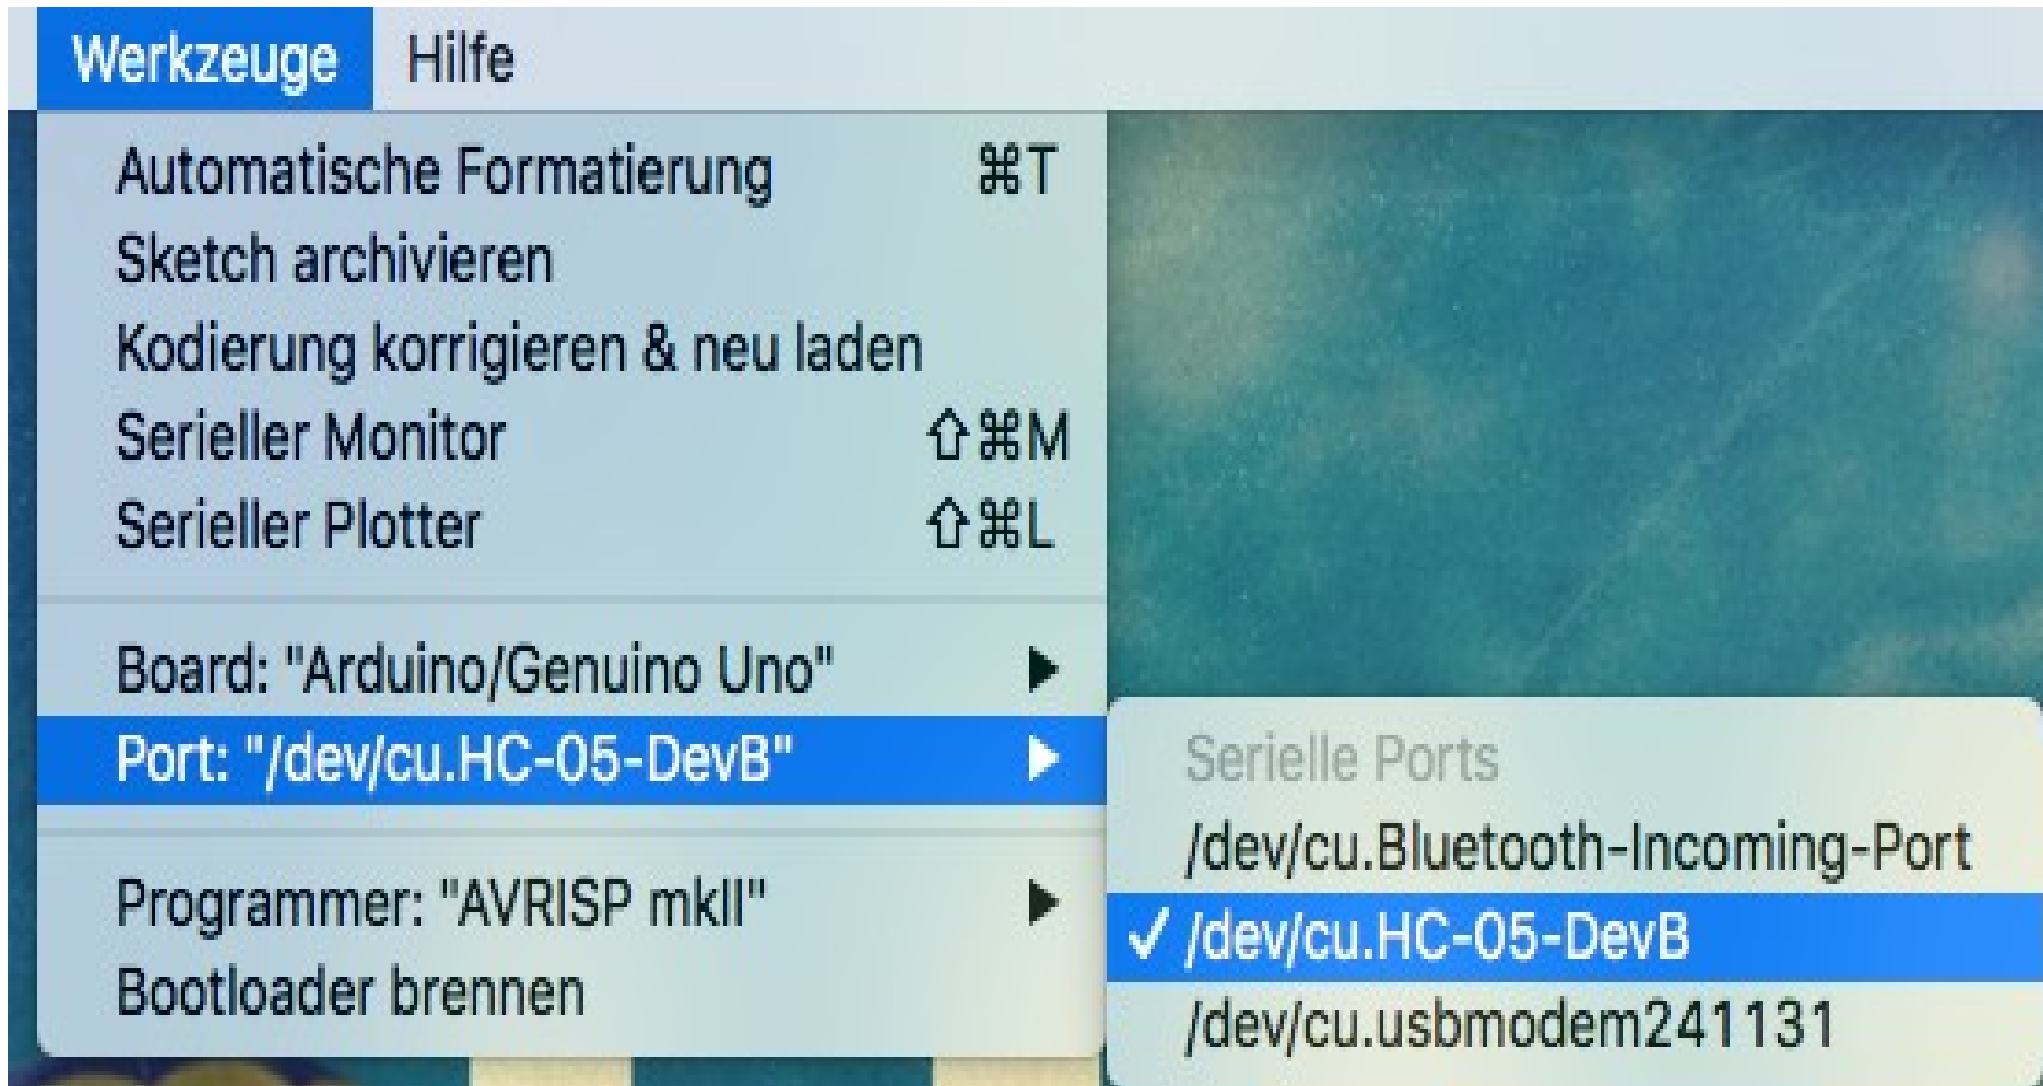 Werkzeuge Hilfe
Automatische Formatierung ⌘T
Sketch archivieren
Kodierung korrigieren & neu laden
Serieller Monitor ⇧⌘M
Serieller Plotter ⇧⌘L
Board: "Arduino/Genuino Uno" ▶
Port: "/dev/cu.HC-05-DevB" ▶
Programmer: "AVRISP mkII" ▶
Bootloader brennen
Serielle Ports
/dev/cu.Bluetooth-Incoming-Port
✓ /dev/cu.HC-05-DevB
/dev/cu.usbmodem241131